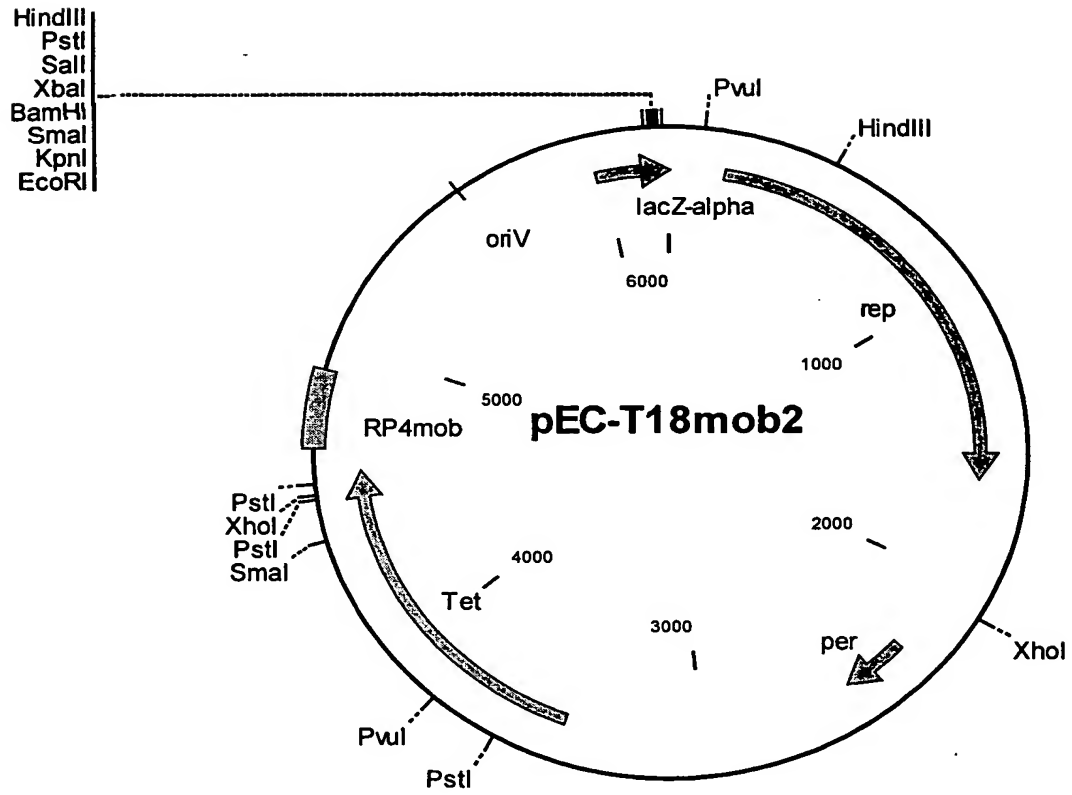 HindIII
PstI
SalI
XbaI
BamHI
SmaI
KpnI
EcoRI
PvuI
HindIII
lacZ-alpha
oriV
6000
rep
1000
5000
RP4mob
pEC-T18mob2
PstI
XhoI
PstI
SmaI
2000
4000
Tet
3000
per
XhoI
PvuI
PstI